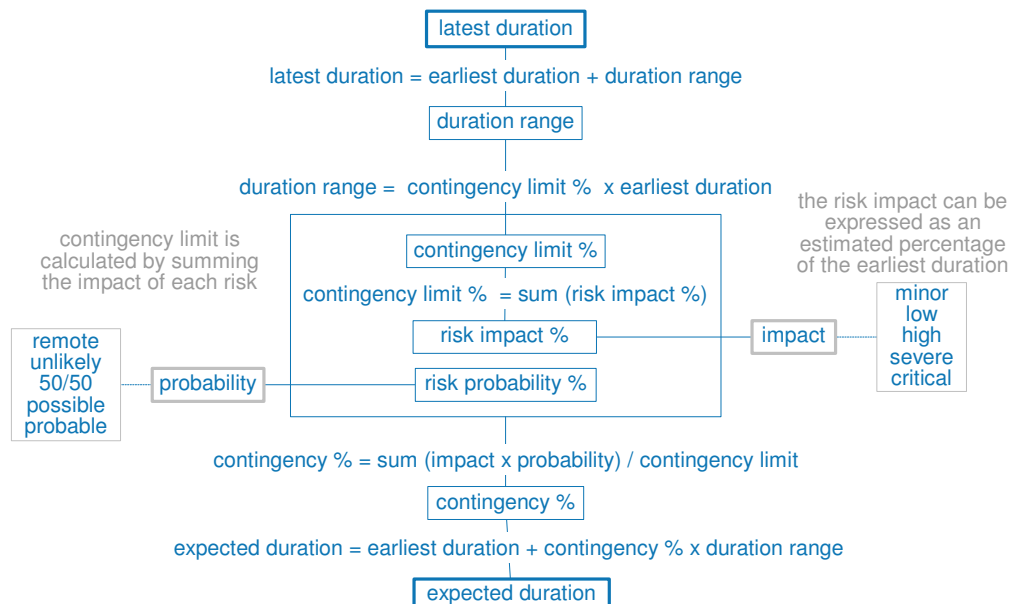 latest duration
latest duration = earliest duration + duration range
duration range
duration range =  contingency limit %  x earliest duration
the risk impact can be
expressed as an
estimated percentage
of the earliest duration
contingency limit is
calculated by summing
the impact of each risk
contingency limit %
contingency limit %  = sum (risk impact %)
risk impact %
impact
minor
low
high
severe
critical
remote
unlikely
50/50
possible
probable
probability
risk probability %
contingency % = sum (impact x probability) / contingency limit
contingency %
expected duration = earliest duration + contingency % x duration range
expected duration